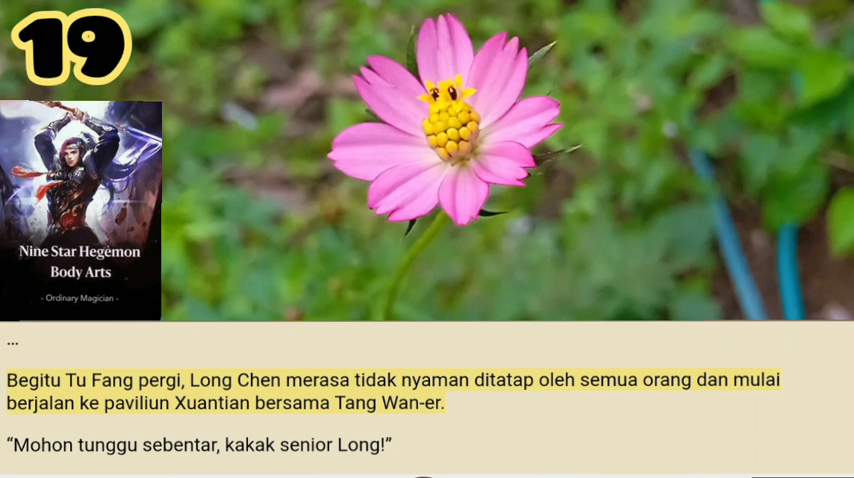 19
Nine Star Hegemon
Body Arts
- Ordinary Magician -
...
Begitu Tu Fang pergi, Long Chen merasa tidak nyaman ditatap oleh semua orang dan mulai
berjalan ke paviliun Xuantian bersama Tang Wan-er.
“Mohon tunggu sebentar, kakak senior Long!”